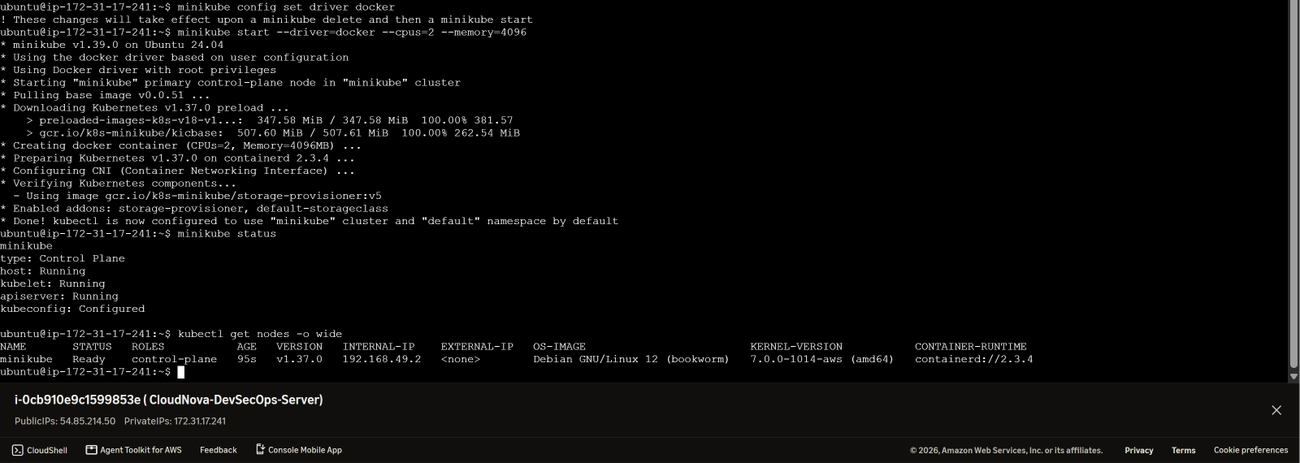 ubuntu@ip-172-31-17-241:~$ minikube config set driver docker
! These changes will take effect upon a minikube delete and then a minikube start
ubuntu@ip-172-31-17-241:~$ minikube start --driver=docker --cpus=2 --memory=4096
* minikube v1.39.0 on Ubuntu 24.04
* Using the docker driver based on user configuration
* Using Docker driver with root privileges
* Starting "minikube" primary control-plane node in "minikube" cluster
* Pulling base image v0.0.51 ...
* Downloading Kubernetes v1.37.0 preload ...
    > preloaded-images-k8s-v18-v1...:  347.58 MiB / 347.58 MiB  100.00% 381.57
    > gcr.io/k8s-minikube/kicbase:  507.60 MiB / 507.61 MiB  100.00% 262.54 MiB
* Creating docker container (CPUs=2, Memory=4096MB) ...
* Preparing Kubernetes v1.37.0 on containerd 2.3.4 ...
* Configuring CNI (Container Networking Interface) ...
* Verifying Kubernetes components...
  - Using image gcr.io/k8s-minikube/storage-provisioner:v5
* Enabled addons: storage-provisioner, default-storageclass
* Done! kubectl is now configured to use "minikube" cluster and "default" namespace by default
ubuntu@ip-172-31-17-241:~$ minikube status
minikube
type: Control Plane
host: Running
kubelet: Running
apiserver: Running
kubeconfig: Configured
ubuntu@ip-172-31-17-241:~$ kubectl get nodes -o wide
NAME       STATUS   ROLES           AGE   VERSION   INTERNAL-IP    EXTERNAL-IP   OS-IMAGE                         KERNEL-VERSION           CONTAINER-RUNTIME
minikube   Ready    control-plane   95s   v1.37.0   192.168.49.2   <none>        Debian GNU/Linux 12 (bookworm)   7.0.0-1014-aws (amd64)   containerd://2.3.4
ubuntu@ip-172-31-17-241:~$
i-0cb910e9c1599853e (CloudNova-DevSecOps-Server)
PublicIPs: 54.85.214.50 PrivateIPs: 172.31.17.241
CloudShell Agent Toolkit for AWS Feedback Console Mobile App © 2026, Amazon Web Services, Inc. or its affiliates. Privacy Terms Cookie preferences